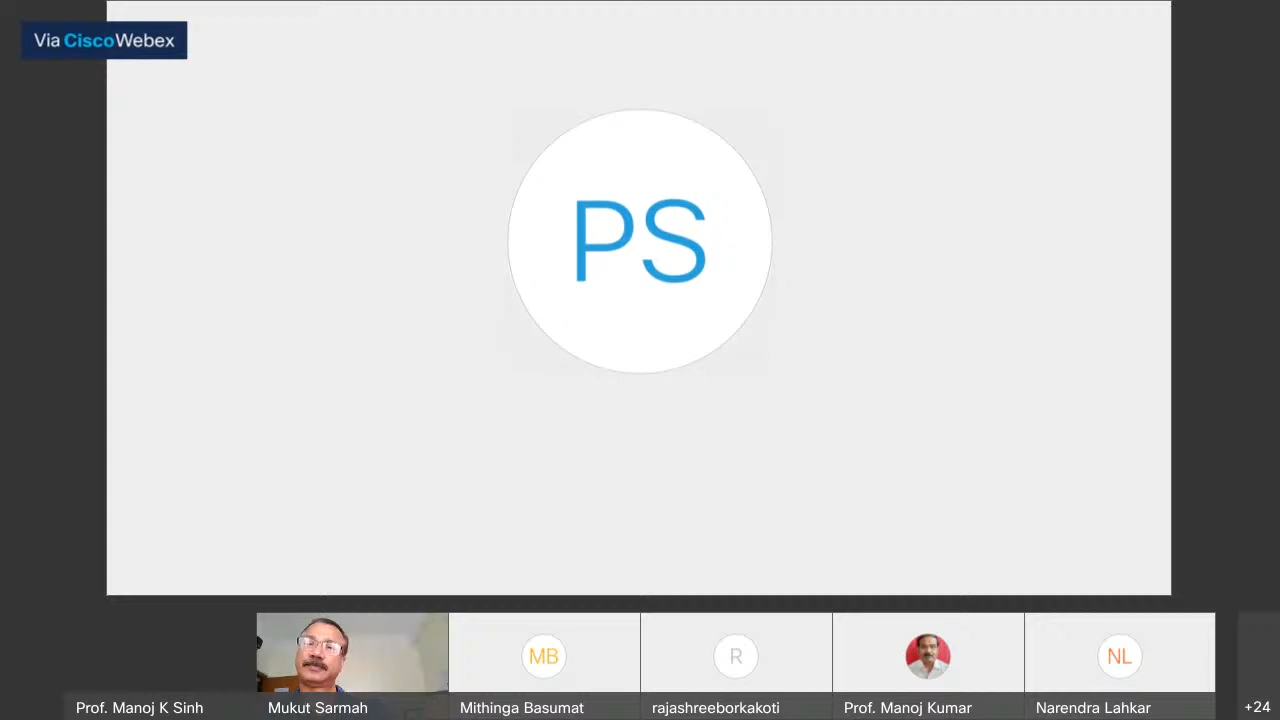 Via CiscoWebex
PS
MB
R
NL
Prof. Manoj K Sinh
Mukut Sarmah
Mithinga Basumat
rajashreeborkakoti
Prof. Manoj Kumar
Narendra Lahkar
+24